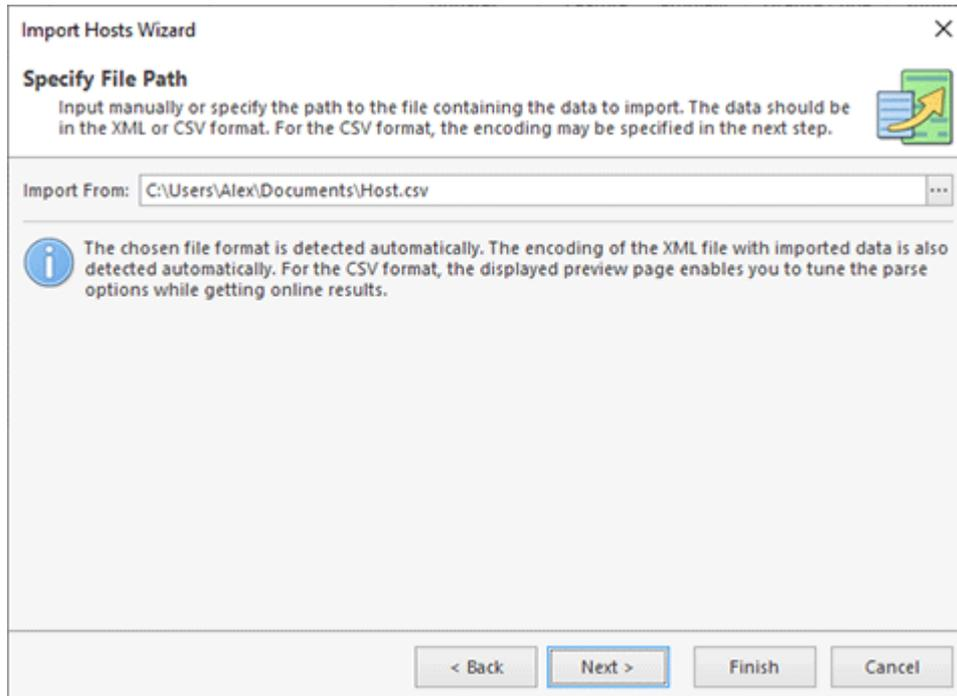 Import Hosts Wizard
Specify File Path
Input manually or specify the path to the file containing the data to import. The data should be
in the XML or CSV format. For the CSV format, the encoding may be specified in the next step.
Import From: C:\Users\Alex\Documents\Host.csv
The chosen file format is detected automatically. The encoding of the XML file with imported data is also
detected automatically. For the CSV format, the displayed preview page enables you to tune the parse
options while getting online results.
< Back Next > Finish Cancel